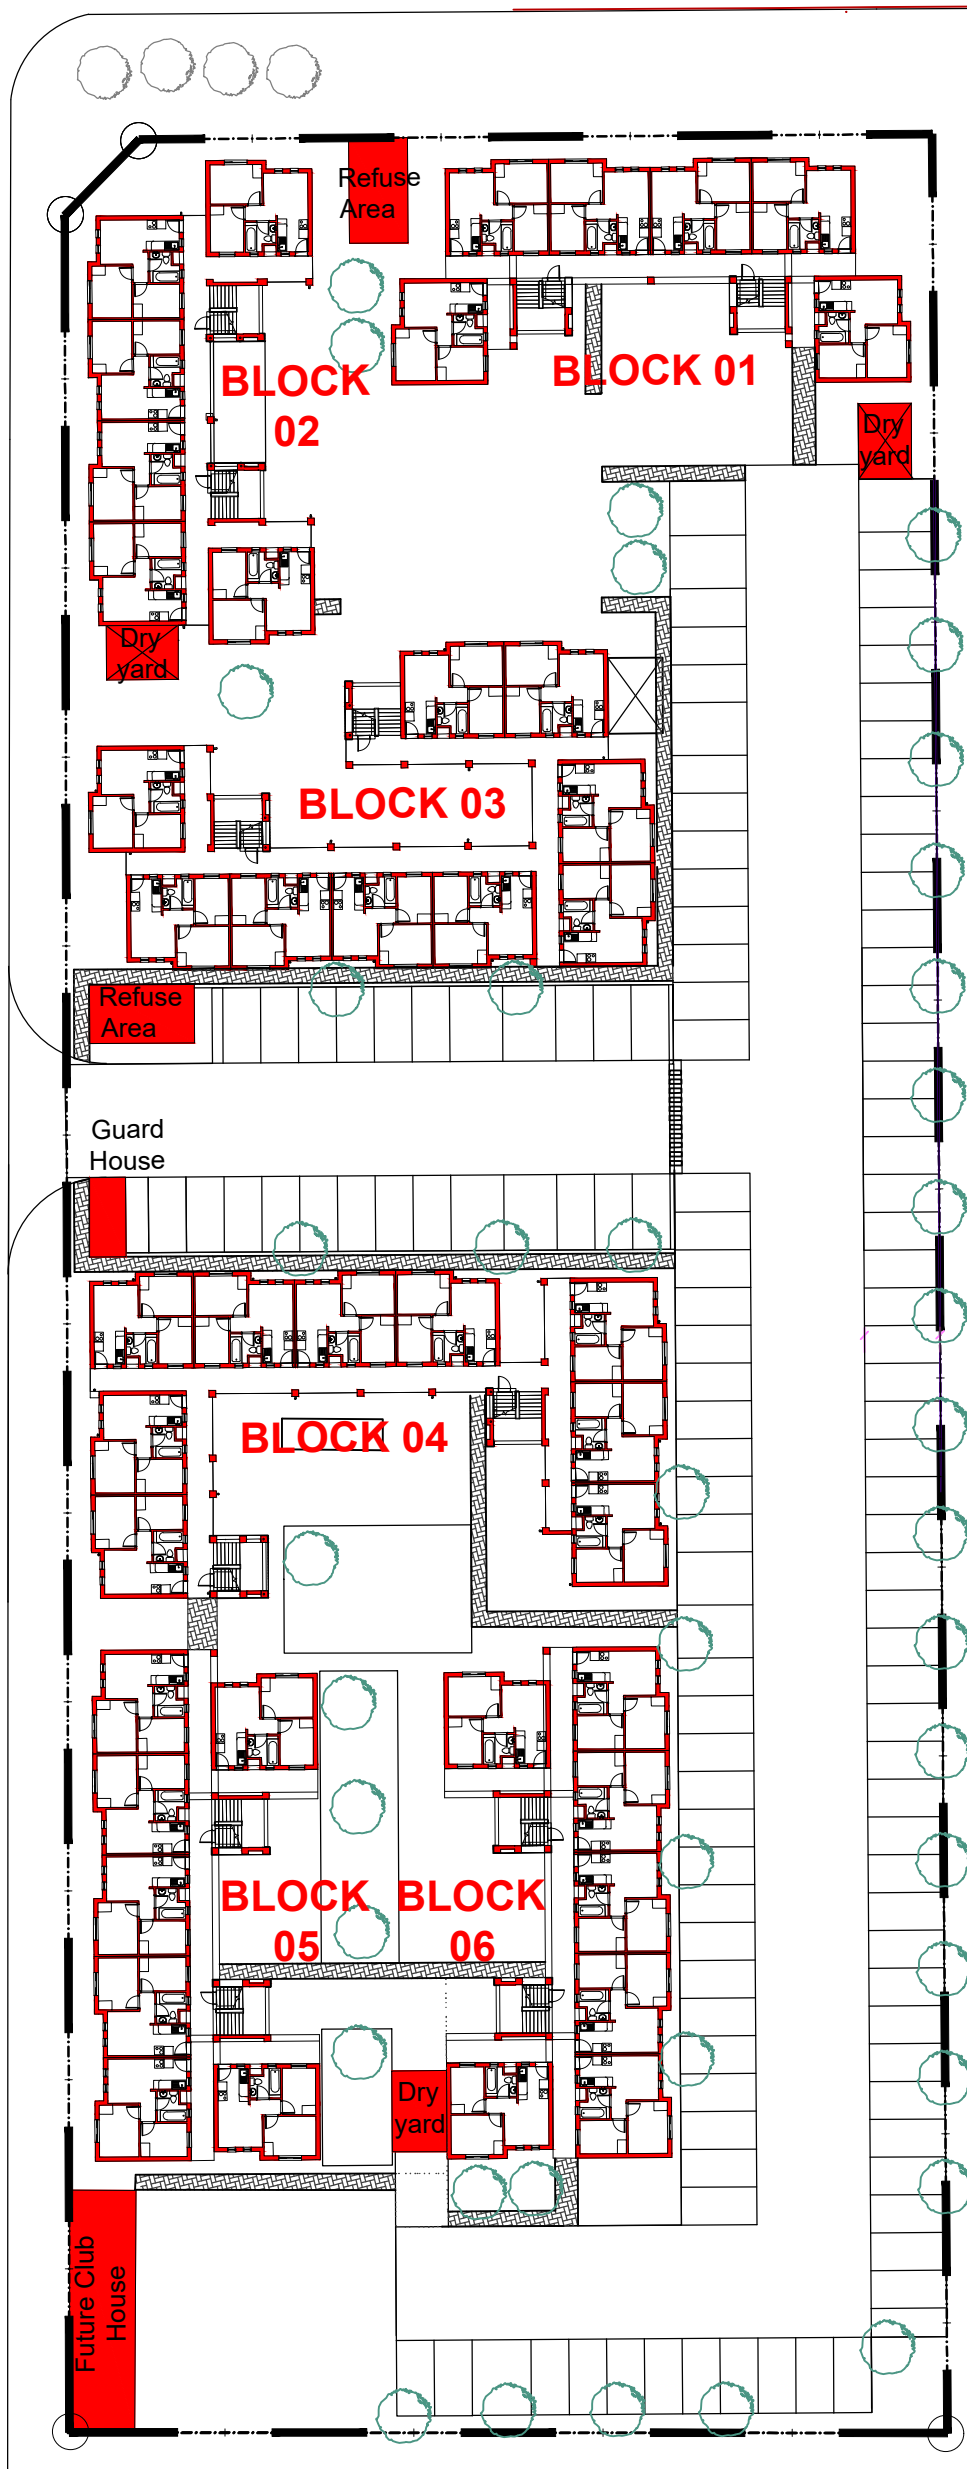 Refuse
Area
BLOCK
02
BLOCK 01
Dry
yard
Dry
yard
BLOCK 03
Refuse
Area
Guard
House
BLOCK 04
BLOCK
05
BLOCK
06
Dry
yard
Future Club
House